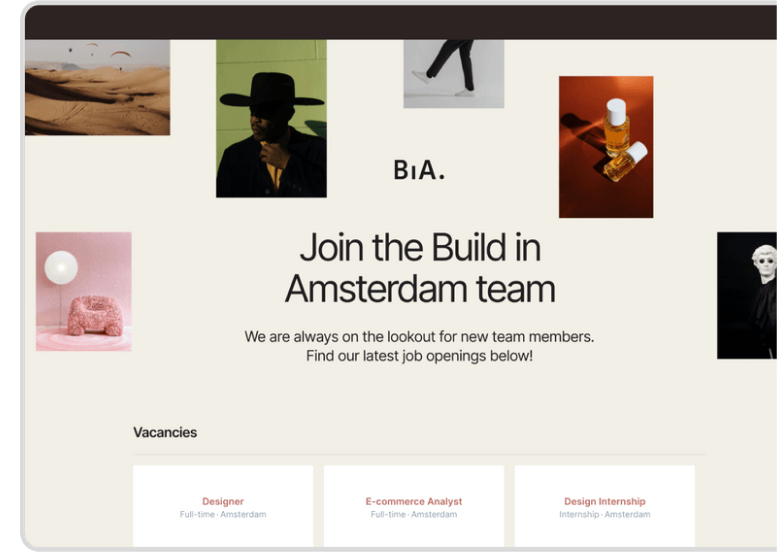 BıA.
Join the Build in
Amsterdam team
We are always on the lookout for new team members.
Find our latest job openings below!
Vacancies
Designer
Full-time · Amsterdam
E-commerce Analyst
Full-time · Amsterdam
Design Internship
Internship · Amsterdam